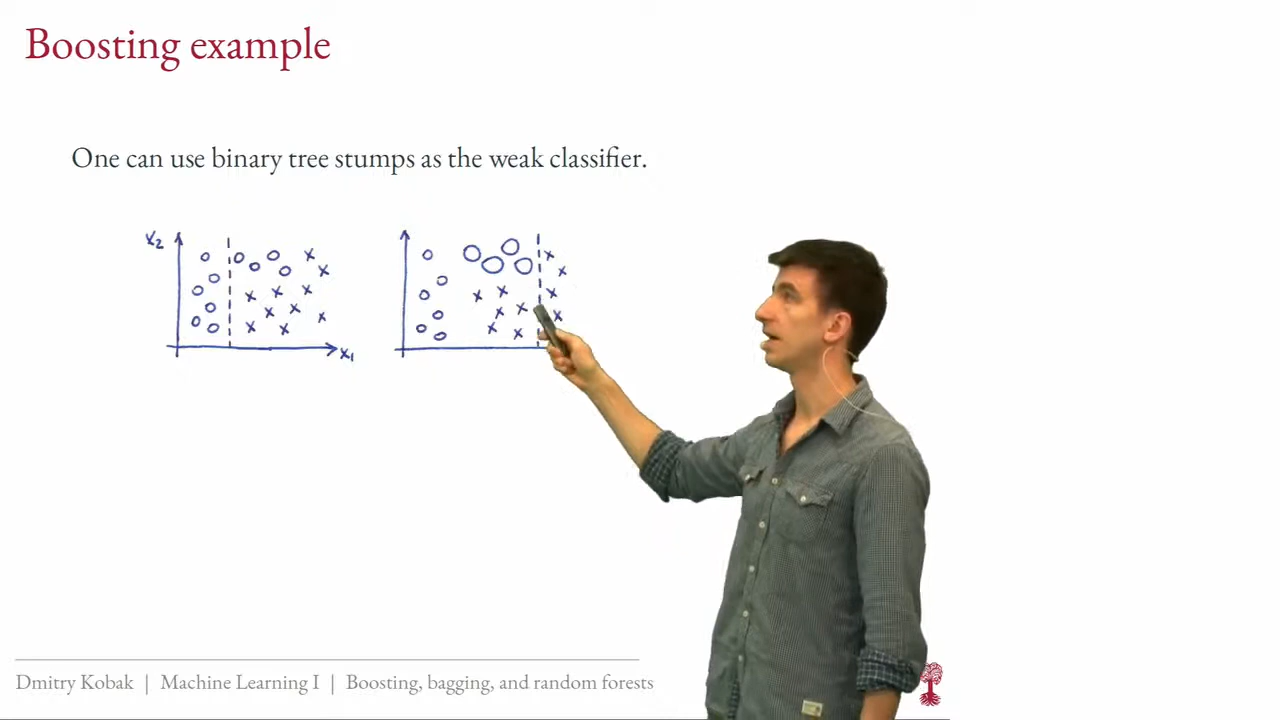 Boosting example
One can use binary tree stumps as the weak classifier.
x₂
x₁
Dmitry Kobak | Machine Learning I | Boosting, bagging, and random forests